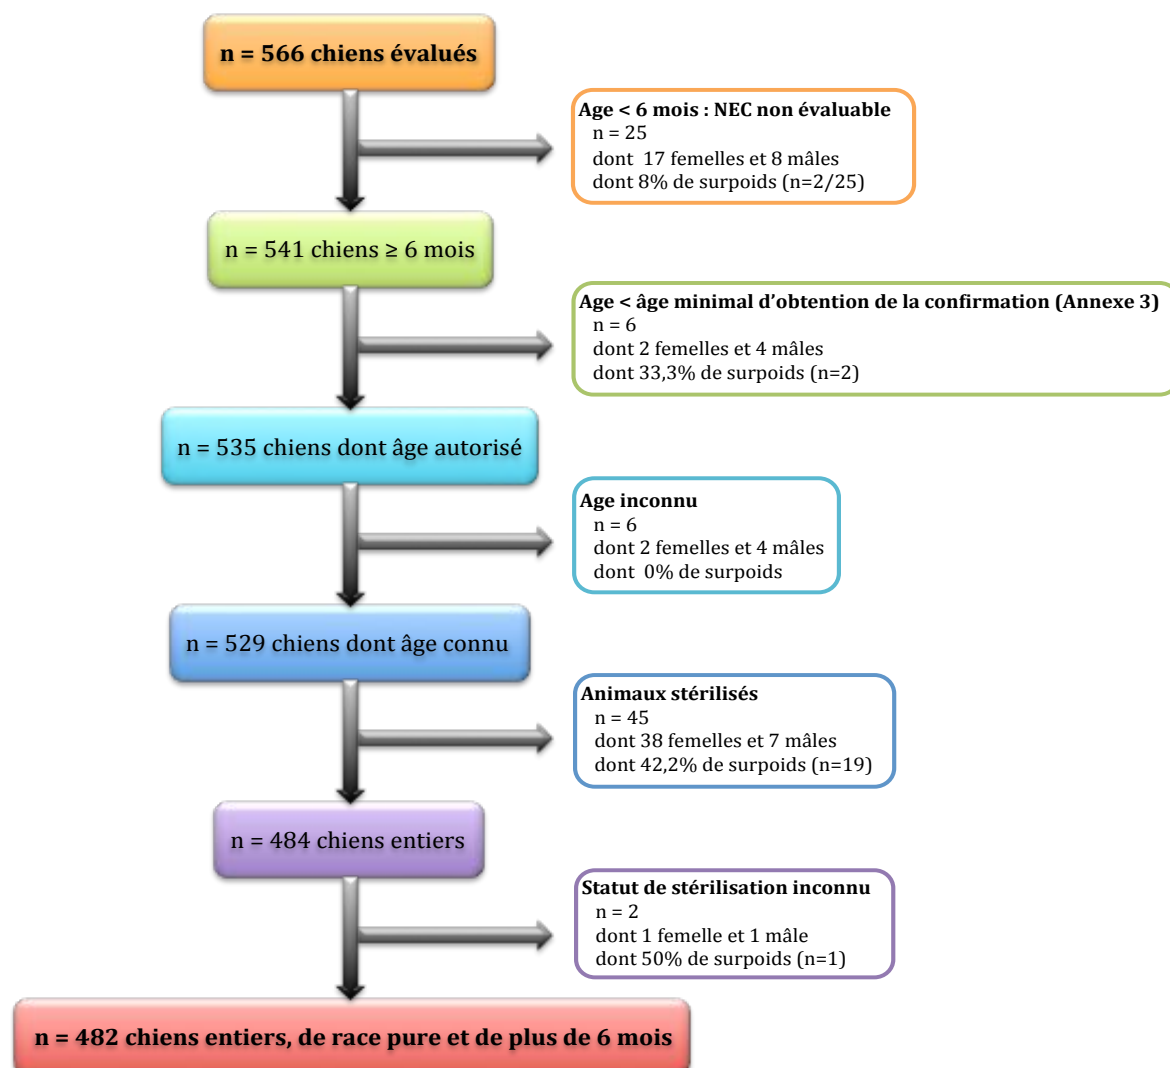 n = 566 chiens évalués
Age < 6 mois : NEC non évaluable
n = 25
dont  17 femelles et 8 mâles
dont 8% de surpoids (n=2/25)
n = 541 chiens ≥ 6 mois
Age < âge minimal d’obtention de la confirmation (Annexe 3)
n = 6
dont 2 femelles et 4 mâles
dont 33,3% de surpoids (n=2)
n = 535 chiens dont âge autorisé
Age inconnu
n = 6
dont 2 femelles et 4 mâles
dont  0% de surpoids
n = 529 chiens dont âge connu
Animaux stérilisés
n = 45
dont 38 femelles et 7 mâles
dont 42,2% de surpoids (n=19)
n = 484 chiens entiers
Statut de stérilisation inconnu
n = 2
dont 1 femelle et 1 mâle
dont 50% de surpoids (n=1)
n = 482 chiens entiers, de race pure et de plus de 6 mois